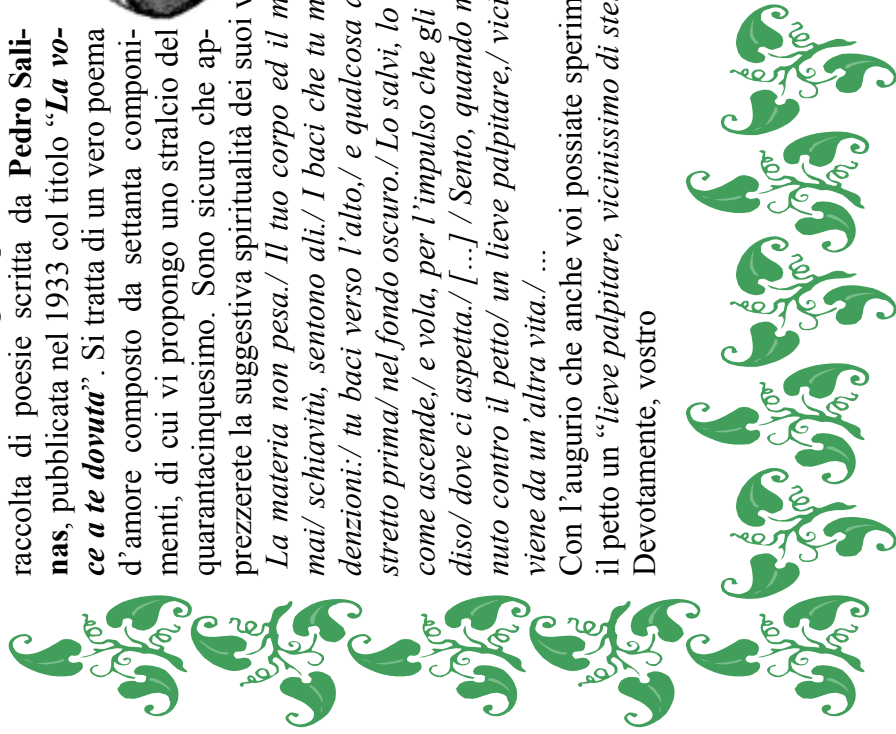 raccolta di poesie scritta da Pedro Sali-
nas, pubblicata nel 1933 col titolo “La vo-
ce a te dovuta”. Si tratta di un vero poema
d’amore composto da settanta componi-
menti, di cui vi propongo uno stralcio del
quarantacinquesimo. Sono sicuro che ap-
prezzerete la suggestiva spiritualità dei suoi
La materia non pesa./ Il tuo corpo ed il
mai/ schiavitù, sentono ali./ I baci che tu
denzioni:/ tu baci verso l’alto,/ e qualcosa
stretto prima/ nel fondo oscuro./ Lo salvi, lo
come ascende,/ e vola, per l’impulso che gli
diso/ dove ci aspetta./ [...] / Sento, quando
nuto contro il petto/ un lieve palpitare,/
viene da un’altra vita./ ...
Con l’augurio che anche voi possiate
il petto un “lieve palpitare, vicinissimo di
Devotamente, vostro